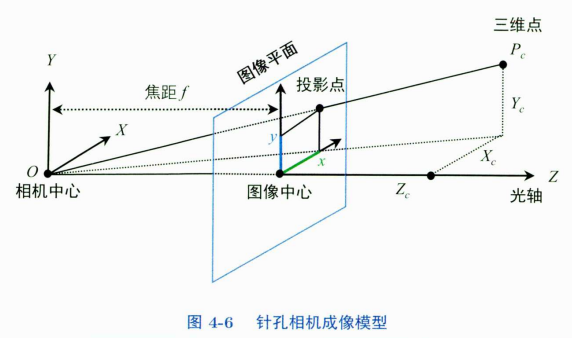 三维点
P_c
Y
图像平面
焦距 f
投影点
Y_c
X
y
x
X_c
O
相机中心
图像中心
Z_c
Z
光轴
图 4-6 针孔相机成像模型